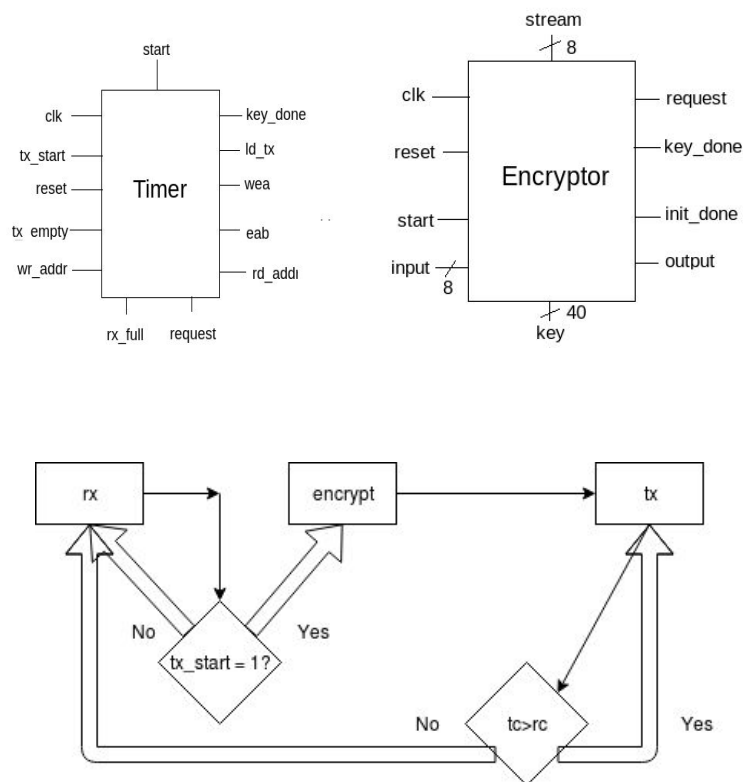 start
clk
tx_start
reset
tx_empty
wr_addr
Timer
key_done
ld_tx
wea
eab
rd_addr
rx_full
request
stream
8
clk
reset
start
input
8
Encryptor
request
key_done
init_done
output
40
key
rx
encrypt
tx
No
Yes
tx_start = 1?
No
tc>rc
Yes